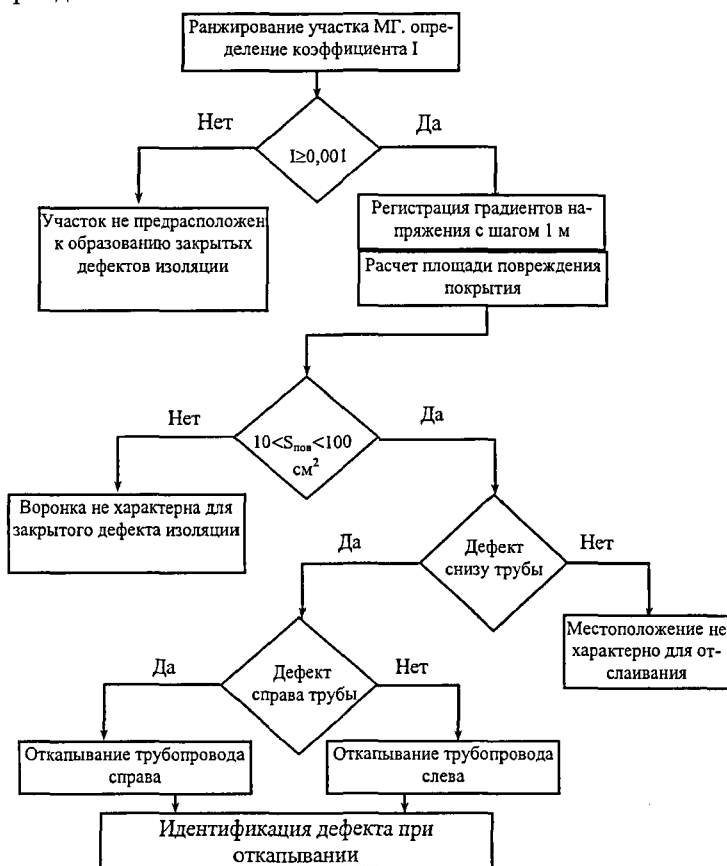 Ранжирование участка МГ. опре-
деление коэффициента I
Нет
Да
I≥0,001
Участок не предрасположен
к образованию закрытых
дефектов изоляции
Регистрация градиентов на-
пряжения с шагом 1 м
Расчет площади повреждения
покрытия
Нет
Да
10<Sпов<100
см²
Воронка не характерна для
закрытого дефекта изоляции
Да
Дефект
снизу трубы
Нет
Местоположение не
характерно для от-
слаивания
Да
Дефект
справа трубы
Нет
Откапывание трубопровода
справа
Откапывание трубопровода
слева
Идентификация дефекта при
откапывании